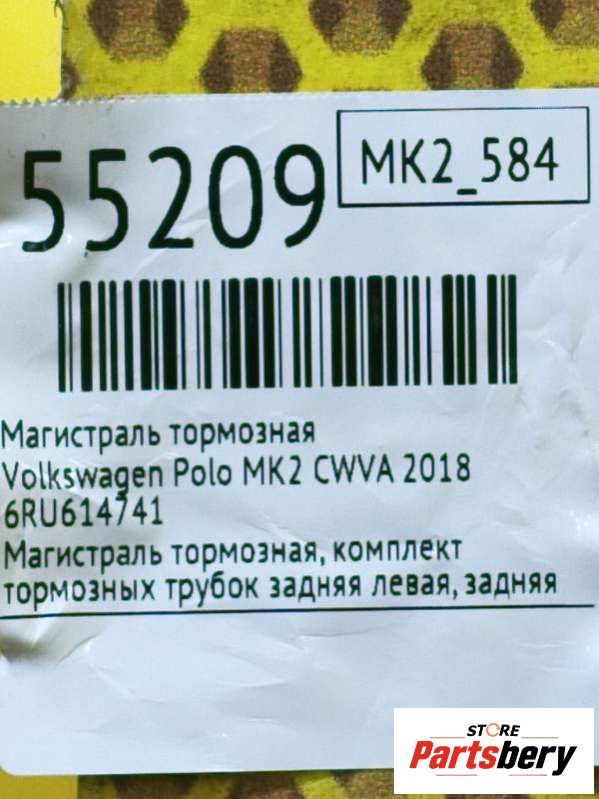 55209
MK2_584
Магистраль тормозная
Volkswagen Polo MK2 CWVA 2018
6RU614741
Магистраль тормозная, комплект
тормозных трубок задняя левая, задняя
STORE
Partsbery